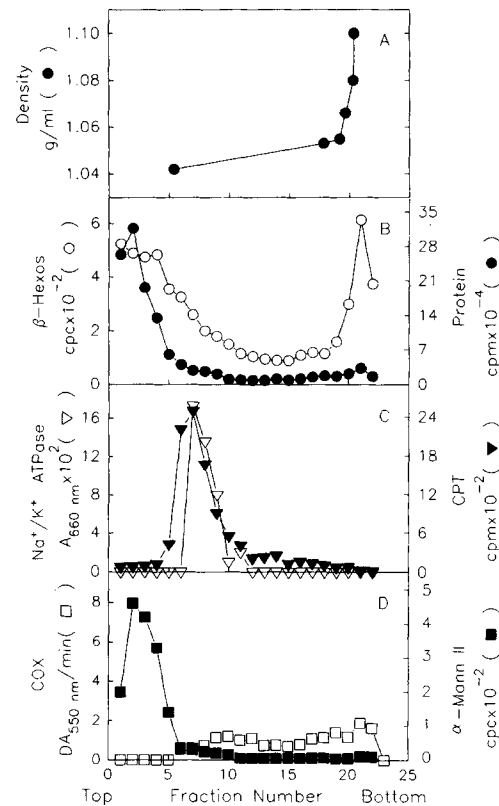 A
Density
g/ml ( ● )
1.10
1.08
1.06
1.04
B
β-Hexos
cpcx10⁻² ( ○ )
6
4
2
0
35
28
21
14
7
0
Protein
cpmx10⁻⁴ ( ● )
C
Na⁺/K⁺ ATPase
A₆₆₀ nm x10² ( ▽ )
16
12
8
4
0
24
18
12
6
0
CPT
cpmx10⁻² ( ▼ )
D
COX
DA₅₅₀ nm/min( □ )
8
6
4
2
0
5
4
3
2
1
0
α-Mann II
cpcx10⁻² ( ■ )
0 5 10 15 20 25
Top Fraction Number Bottom